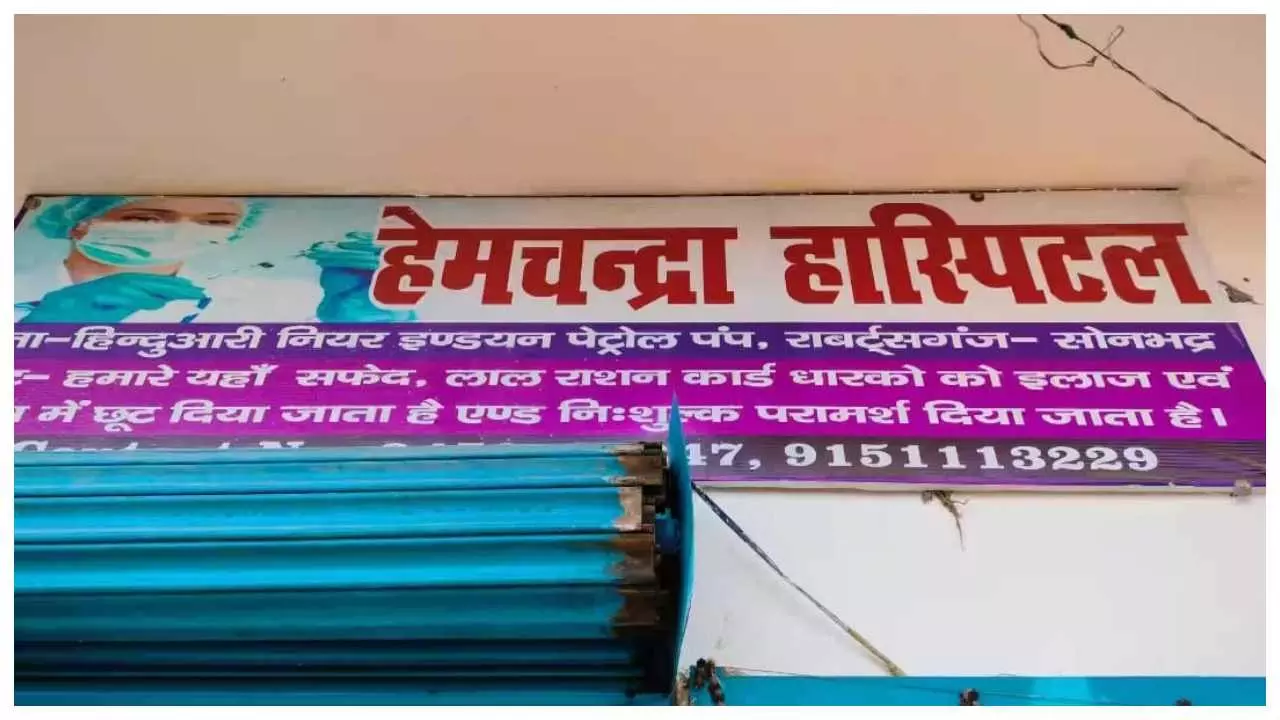 हेमचन्द्रा हास्पिटल
हिन्दुआरी नियर इण्डयन पेट्रोल पंप, राबर्ट्सगंज- सोनभद्र
- हमारे यहाँ सफेद, लाल राशन कार्ड धारको को इलाज एवं
में छूट दिया जाता है एण्ड निःशुल्क परामर्श दिया जाता है।
47, 9151113229